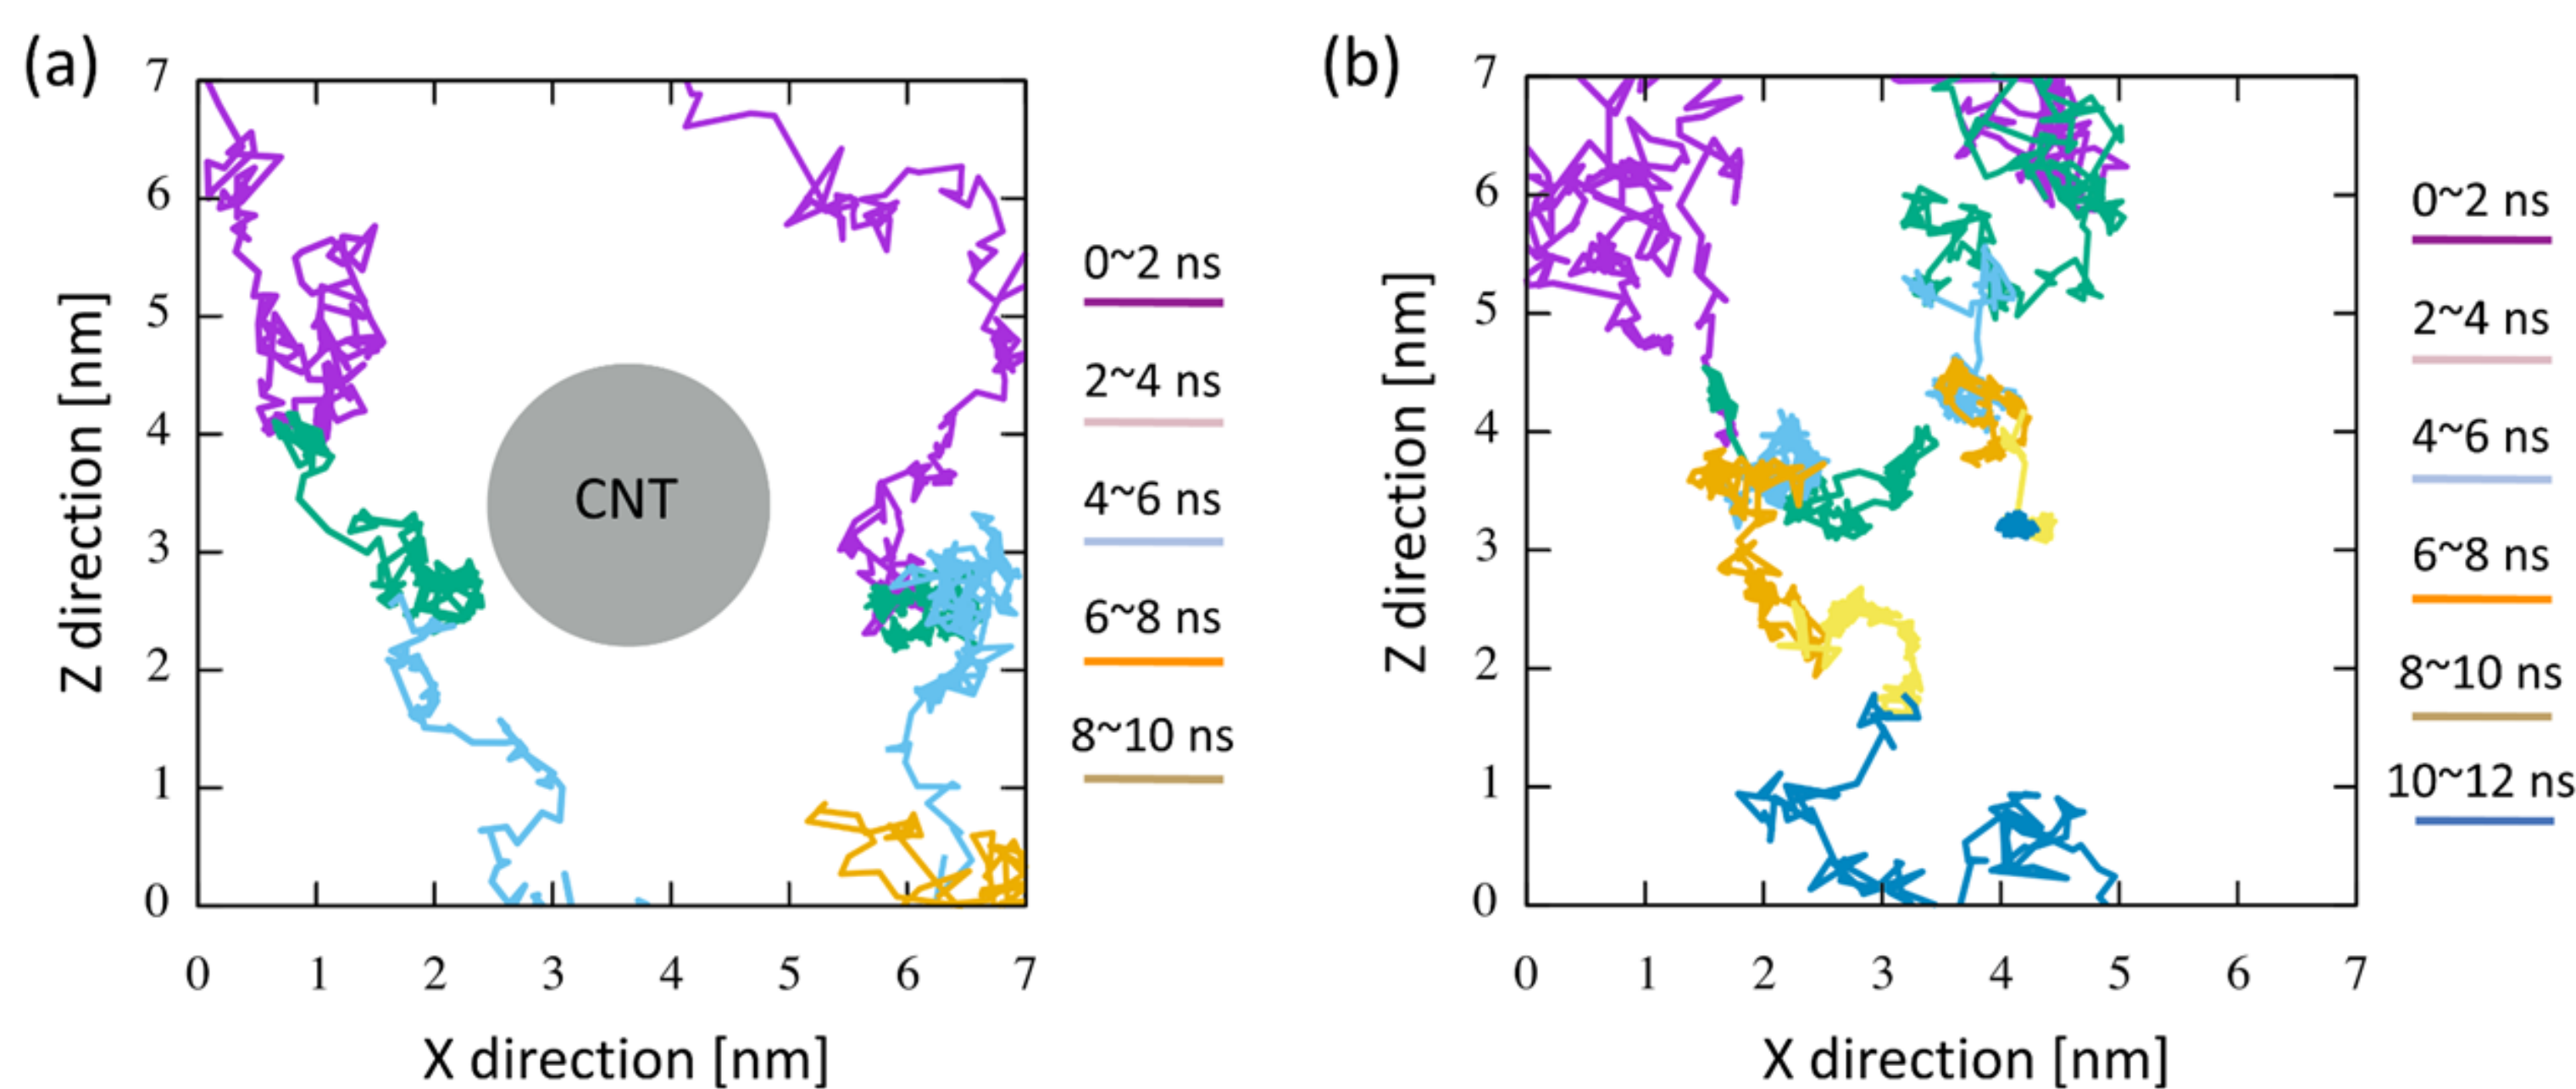 (a)
7
6
5
4
3
2
1
0
Z direction [nm]
CNT
0 1 2 3 4 5 6 7
X direction [nm]
0~2 ns
2~4 ns
4~6 ns
6~8 ns
8~10 ns
(b)
7
6
5
4
3
2
1
0
Z direction [nm]
0 1 2 3 4 5 6 7
X direction [nm]
0~2 ns
2~4 ns
4~6 ns
6~8 ns
8~10 ns
10~12 ns